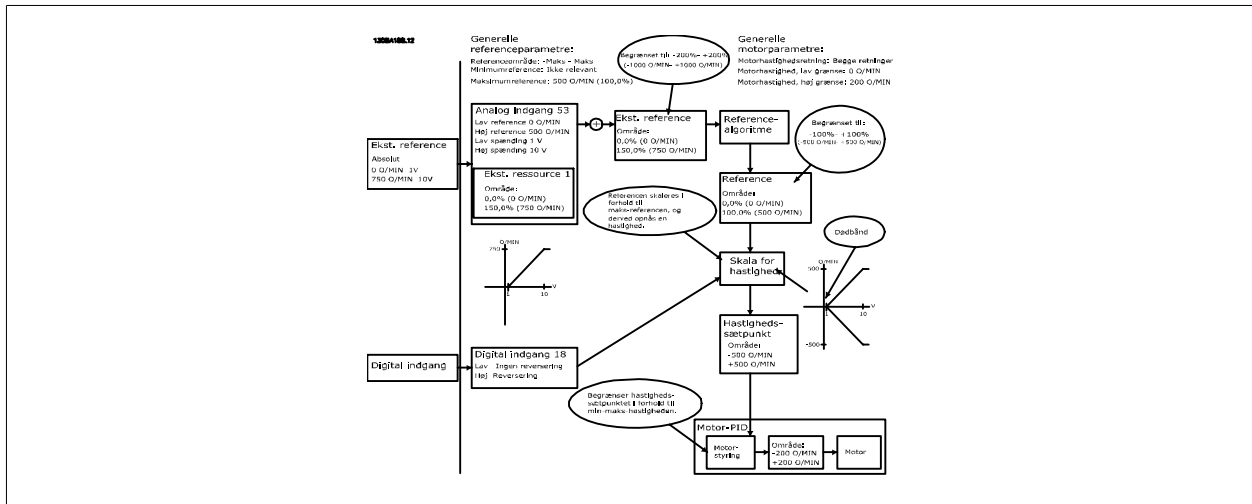 130BA188.12
Generelle
referenceparametre:
Referenceområde: -Maks - Maks
Minimumreference: Ikke relevant
Maksimumreference: 500 O/MIN (100,0%)
Begrænset til: -200%- +200%
(-1000 O/MIN- +1000 O/MIN)
Generelle
motorparametre:
Motorhastighedsretning: Begge retninger
Motorhastighed, lav grænse: 0 O/MIN
Motorhastighed, høj grænse: 200 O/MIN
Ekst. reference
Absolut
0 O/MIN 1V
750 O/MIN 10V
Analog indgang 53
Lav reference 0 O/MIN
Høj reference 500 O/MIN
Lav spænding 1 V
Høj spænding 10 V
Ekst. ressource 1
Område:
0,0% (0 O/MIN)
150,0% (750 O/MIN)
Ekst. reference
Område:
0,0% (0 O/MIN)
150,0% (750 O/MIN)
Reference-
algoritme
Begrænset til:
-100%- +100%
(-500 O/MIN- +500 O/MIN)
Reference
Område:
0,0% (0 O/MIN)
100,0% (500 O/MIN)
Referencen skaleres i
forhold til
maks-referencen, og
derved opnås en
hastighed.
Dødbånd
O/MIN
750
1
10
V
Skala for
hastighed
O/MIN
500
V
1
10
-500
Hastigheds-
sætpunkt
Område:
-500 O/MIN
+500 O/MIN
Digital indgang
Digital indgang 18
Lav Ingen reversering
Høj Reversering
Begrænser hastigheds-
sætpunktet i forhold til
min-maks-hastigheden.
Motor-PID
Motor-
styring
Område:
-200 O/MIN
+200 O/MIN
Motor